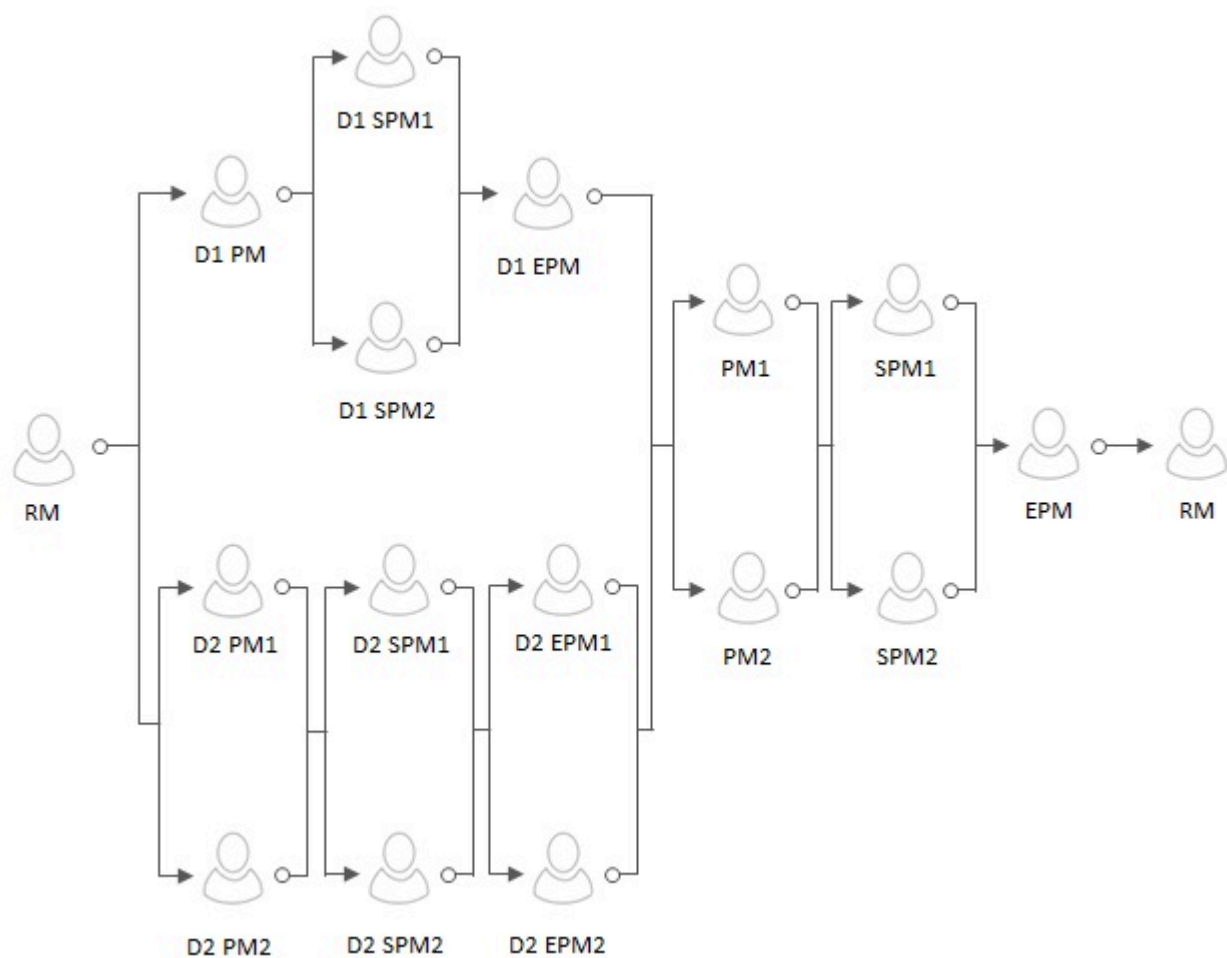 D1 SPM1
D1 PM
D1 EPM
D1 SPM2
PM1
SPM1
RM
EPM
RM
D2 PM1
D2 SPM1
D2 EPM1
PM2
SPM2
D2 PM2
D2 SPM2
D2 EPM2